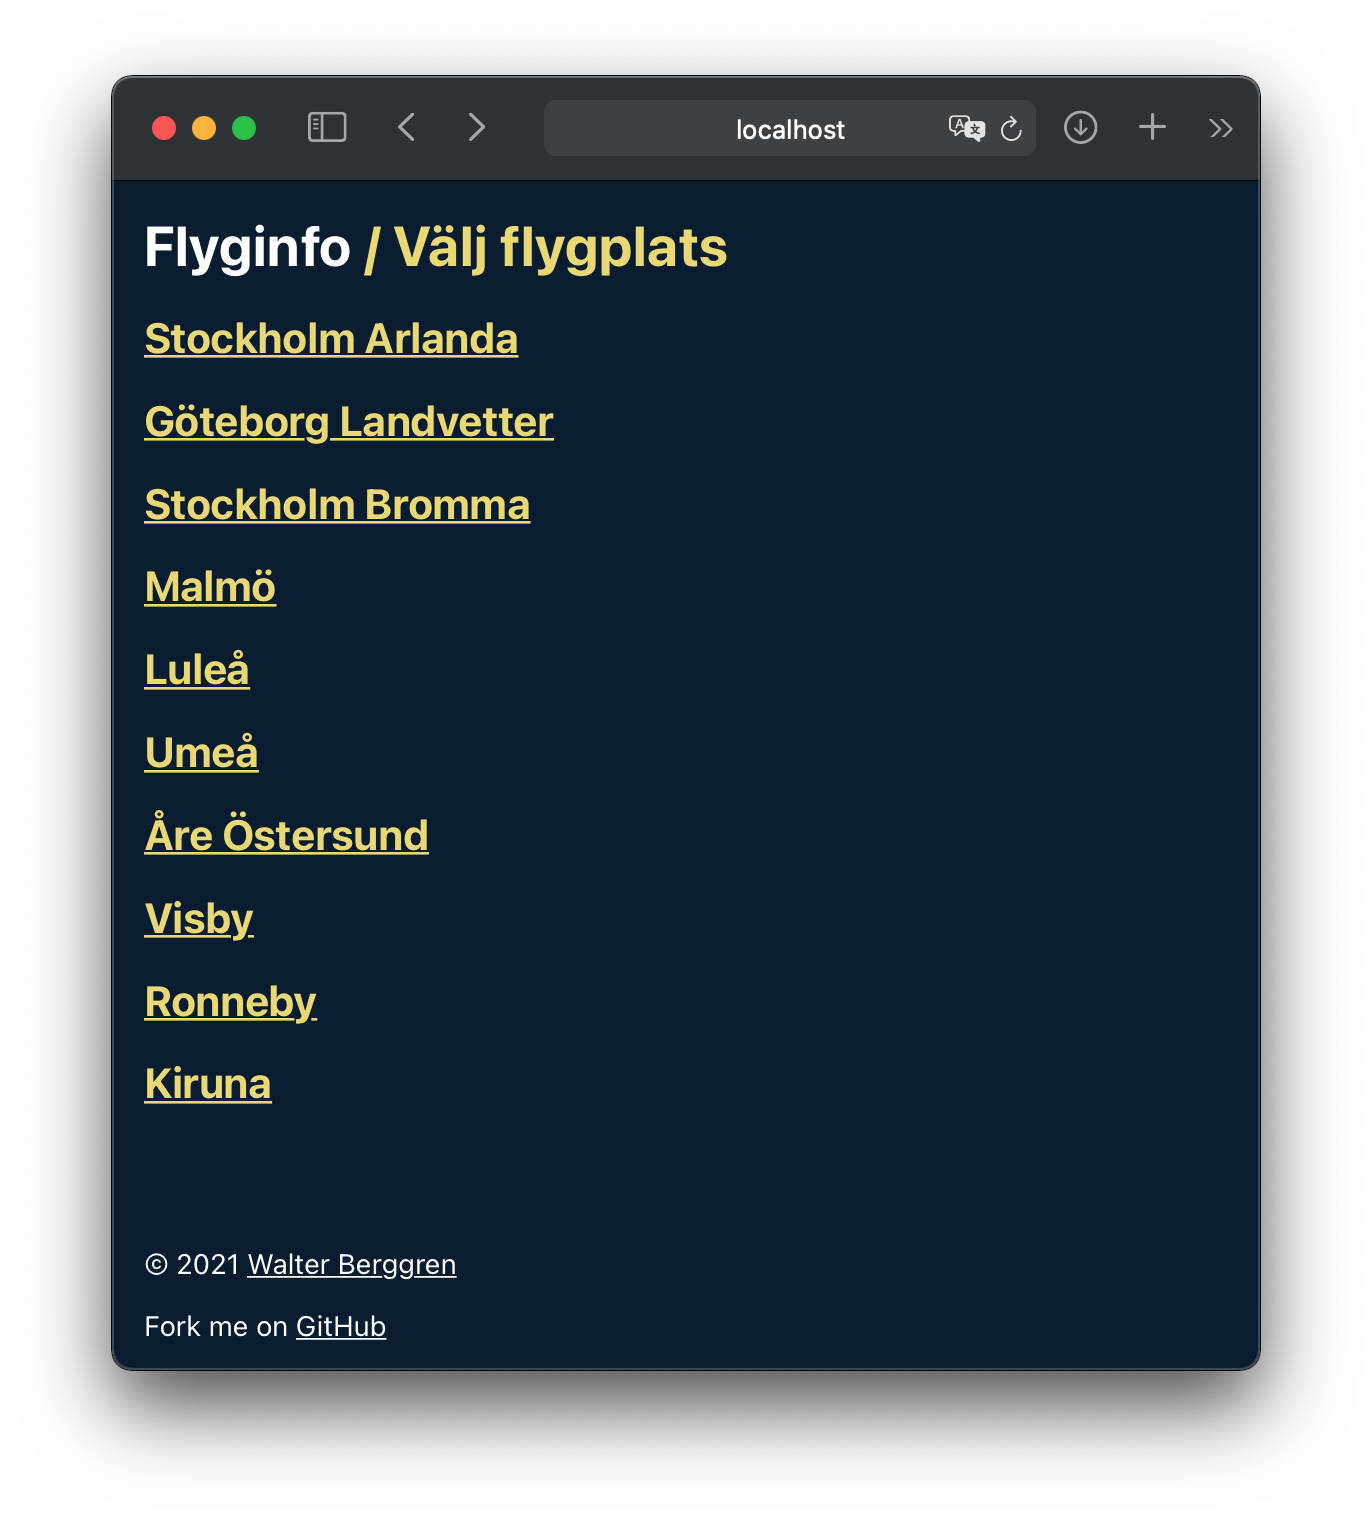 localhost
Flyginfo / Välj flygplats
Stockholm Arlanda
Göteborg Landvetter
Stockholm Bromma
Malmö
Luleå
Umeå
Åre Östersund
Visby
Ronneby
Kiruna
© 2021 Walter Berggren
Fork me on GitHub